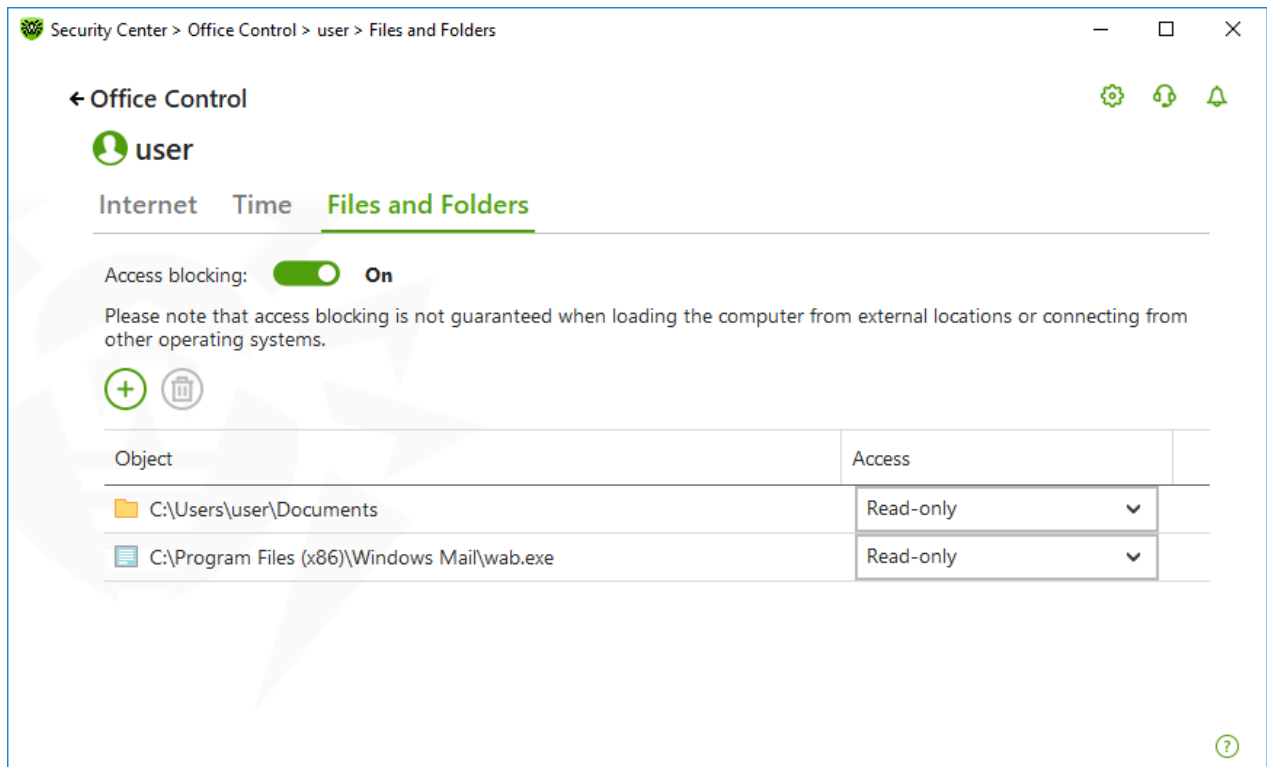 Security Center > Office Control > user > Files and Folders
Office Control
user
Internet Time Files and Folders
Access blocking: On
Please note that access blocking is not guaranteed when loading the computer from external locations or connecting from
other operating systems.
Object Access
C:\Users\user\Documents Read-only
C:\Program Files (x86)\Windows Mail\wab.exe Read-only
?